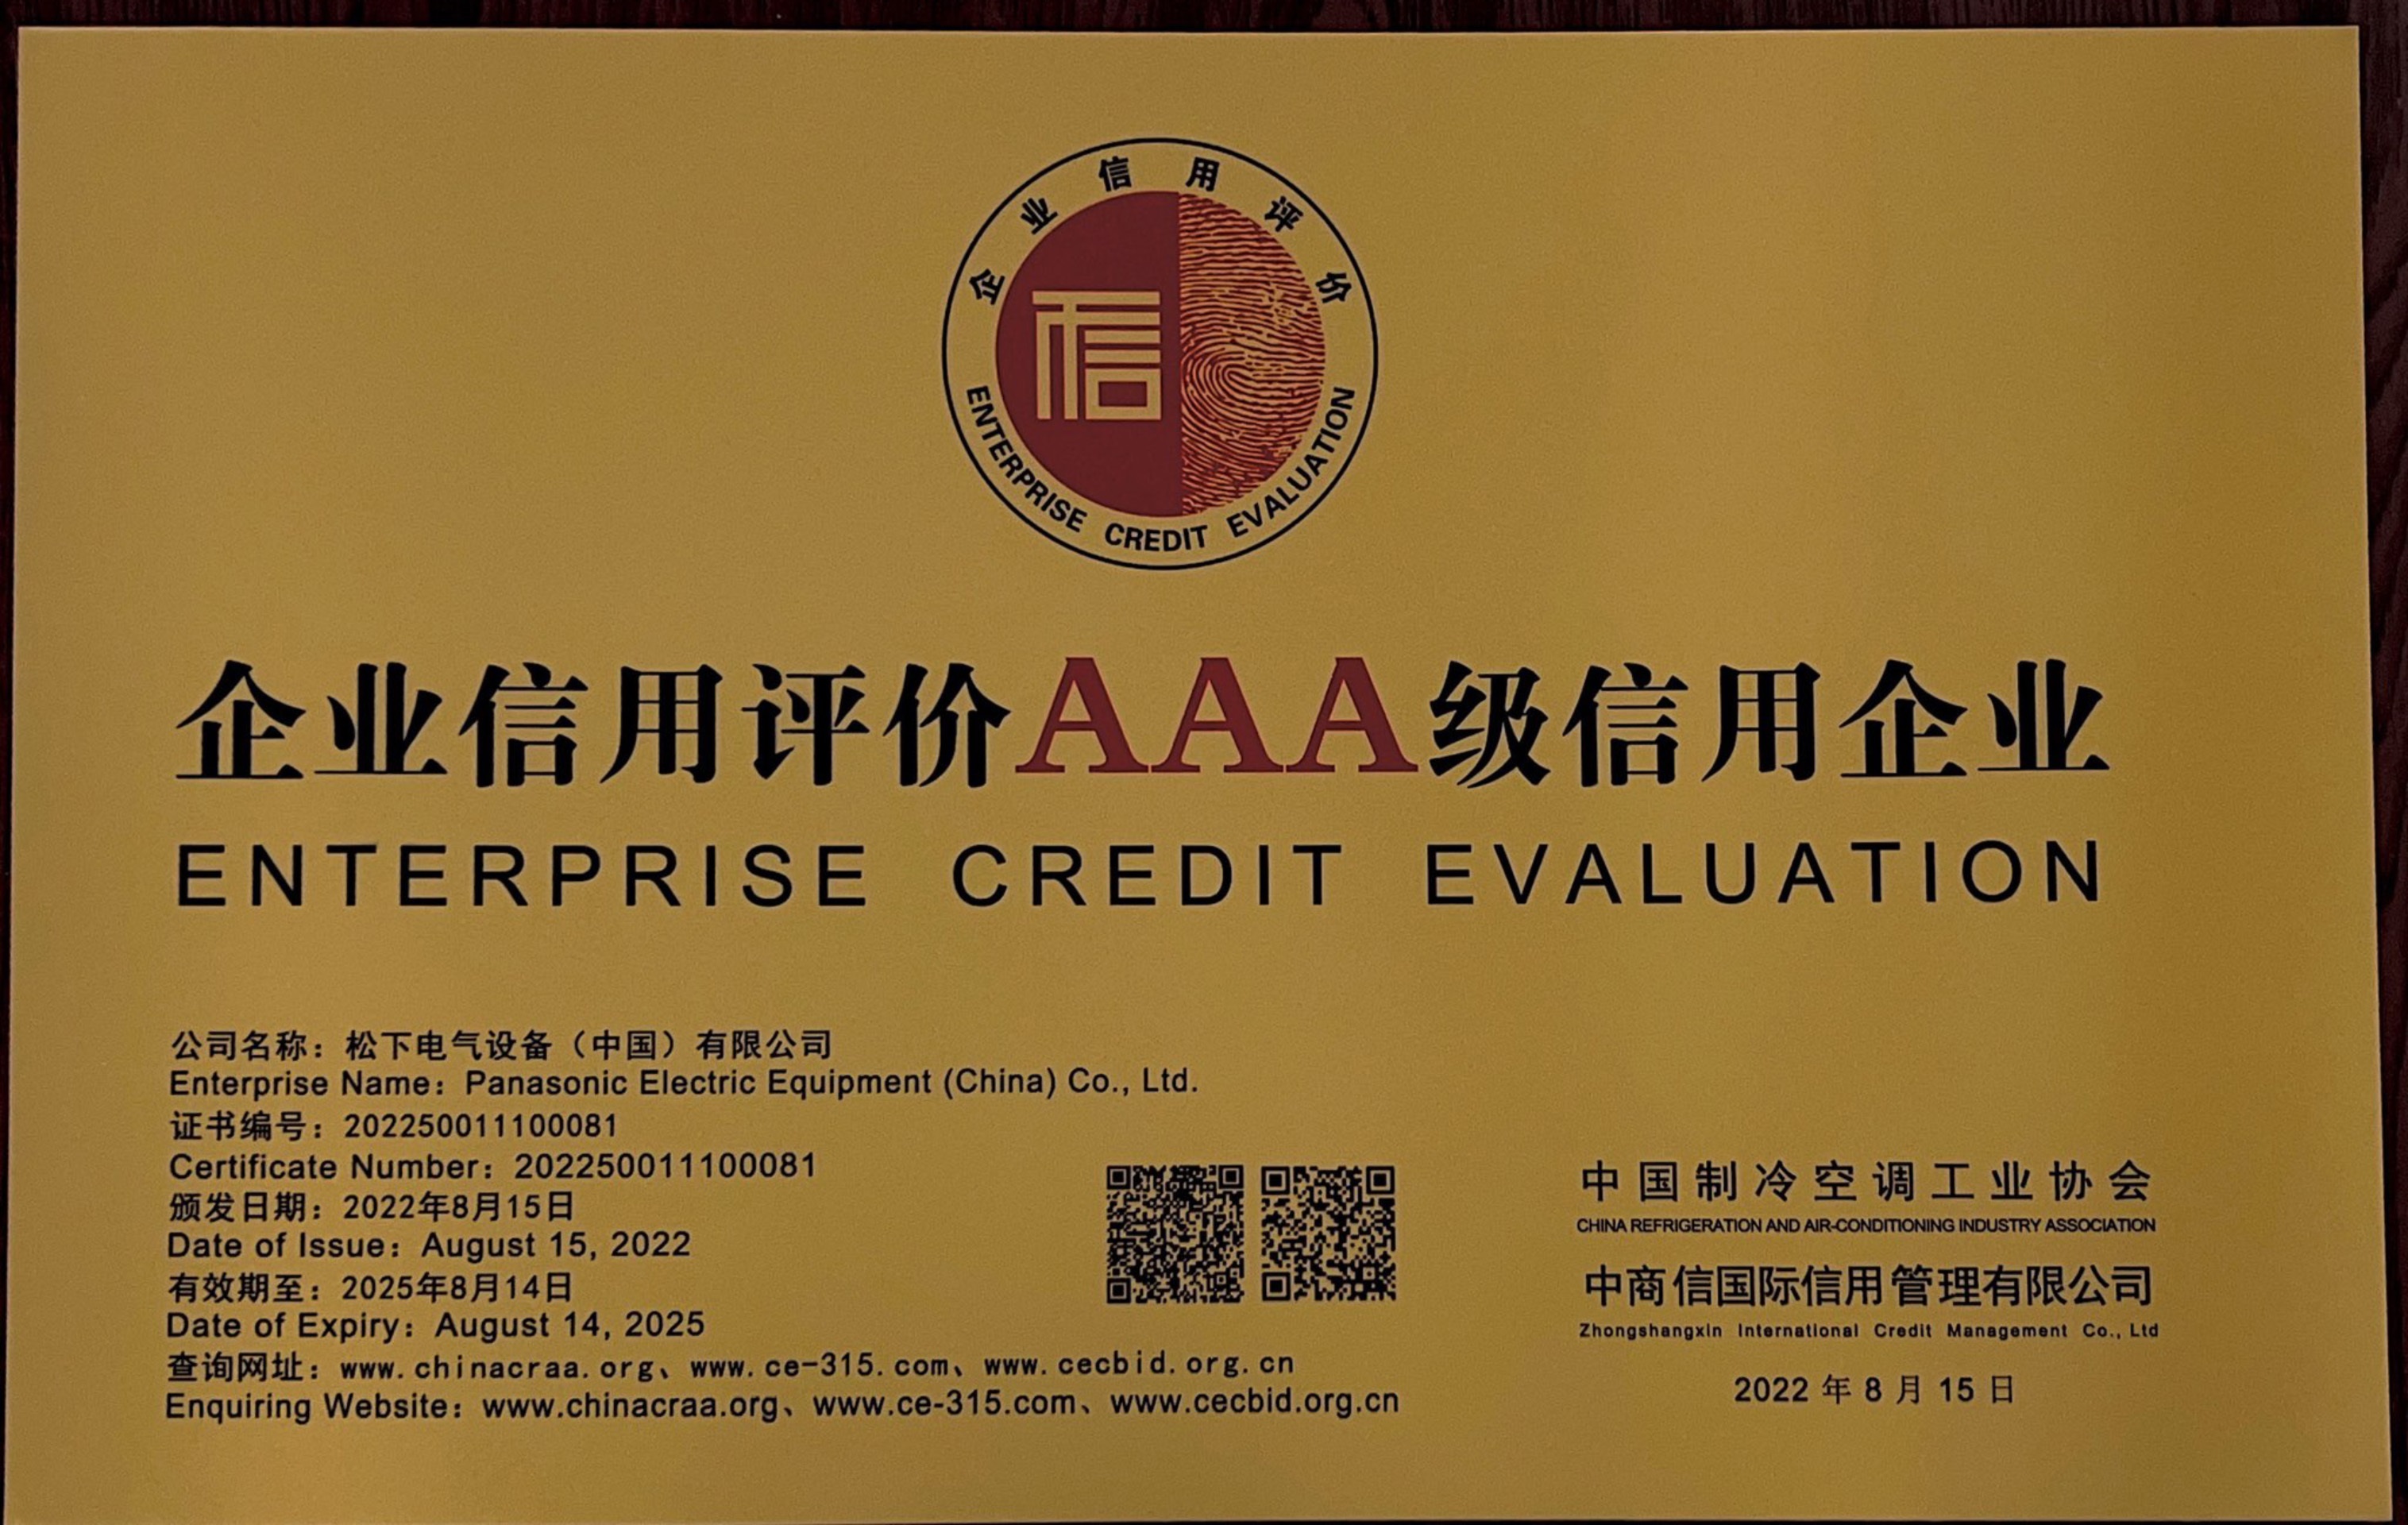 企业信用评价
信
ENTERPRISE CREDIT EVALUATION
企业信用评价AAA级信用企业
ENTERPRISE CREDIT EVALUATION
公司名称：松下电气设备（中国）有限公司
Enterprise Name：Panasonic Electric Equipment (China) Co., Ltd.
证书编号：202250011100081
Certificate Number：202250011100081
颁发日期：2022年8月15日
Date of Issue：August 15, 2022
有效期至：2025年8月14日
Date of Expiry：August 14, 2025
查询网址：www.chinacraa.org、www.ce-315.com、www.cecbid.org.cn
Enquiring Website：www.chinacraa.org、www.ce-315.com、www.cecbid.org.cn
中国制冷空调工业协会
CHINA REFRIGERATION AND AIR-CONDITIONING INDUSTRY ASSOCIATION
中商信国际信用管理有限公司
Zhongshangxin International Credit Management Co., Ltd
2022 年 8 月 15 日